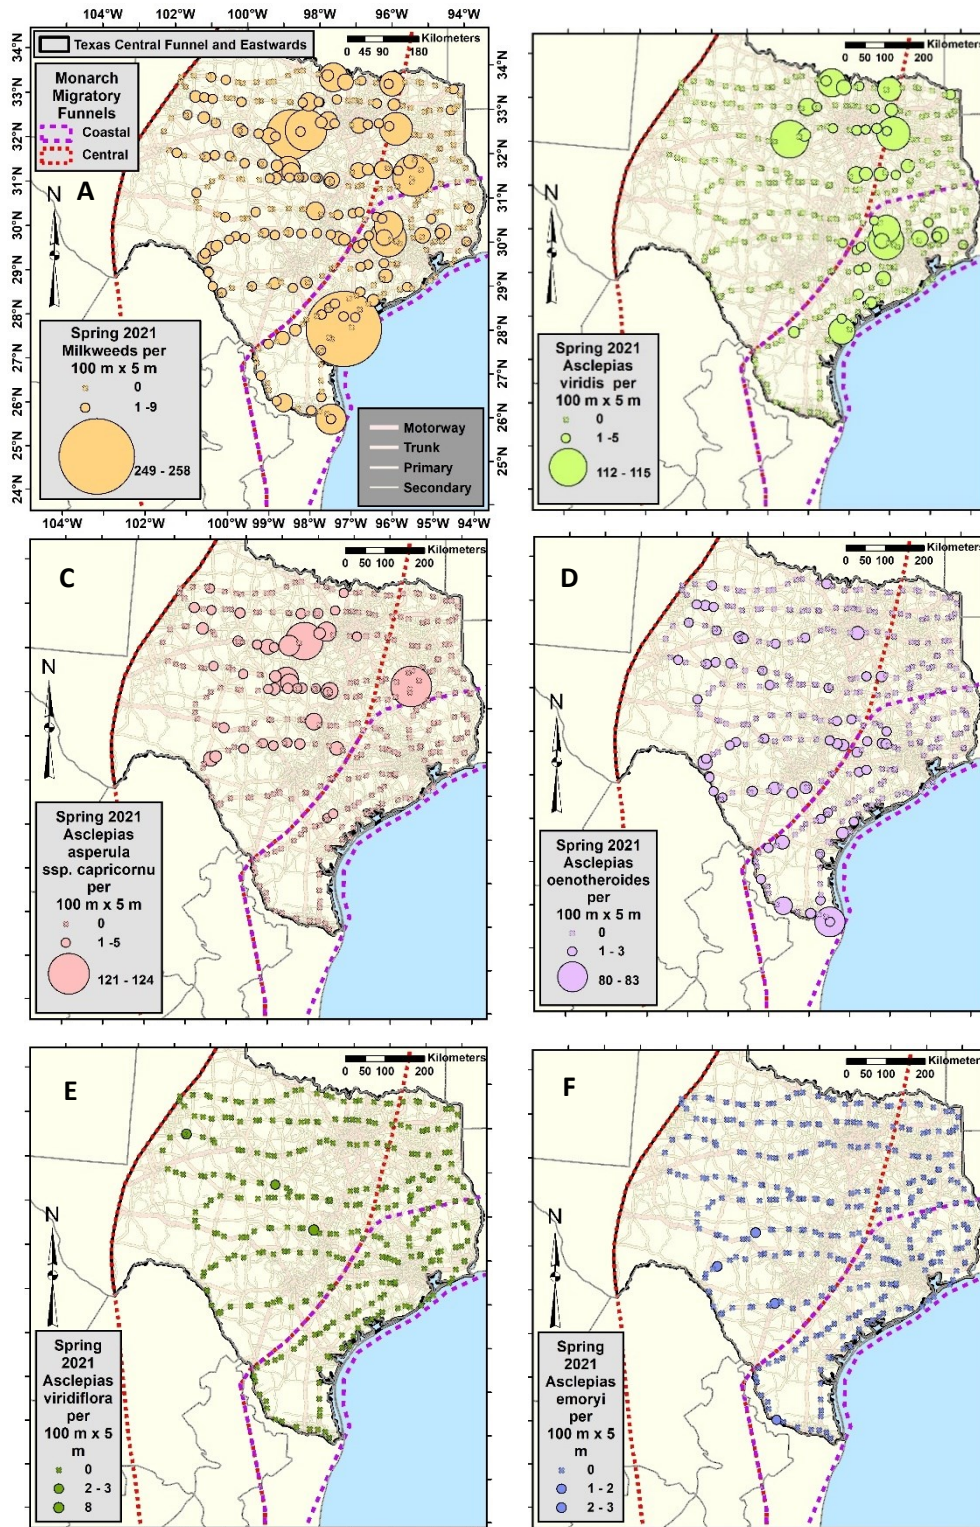 104°W 102°W 100°W 98°W 96°W 94°W
Texas Central Funnel and Eastwards
Kilometers
0 45 90 180
Monarch
Migratory
Funnels
Coastal
Central
A
N
34°N
33°N
32°N
31°N
30°N
29°N
28°N
27°N
26°N
25°N
24°N
Spring 2021
Milkweeds per
100 m x 5 m
0
1 -9
249 - 258
Motorway
Trunk
Primary
Secondary
34°N
33°N
32°N
31°N
30°N
29°N
28°N
27°N
26°N
25°N
104°W 102°W 100°W 98°W 96°W 94°W
Kilometers
0 50 100 200
N
Spring 2021
Asclepias
viridis per
100 m x 5 m
0
1 -5
112 - 115
C
Kilometers
0 50 100 200
N
Spring 2021
Asclepias
asperula
ssp. capricornu
per
100 m x 5 m
0
1 -5
121 - 124
D
Kilometers
0 50 100 200
N
Spring 2021
Asclepias
oenotheroides
per
100 m x 5 m
0
1 - 3
80 - 83
E
Kilometers
0 50 100 200
N
Spring
2021
Asclepias
viridiflora
per
100 m x 5
m
0
2 - 3
8
F
Kilometers
0 50 100 200
N
Spring
2021
Asclepias
emoryi
per
100 m x 5
m
0
1 - 2
2 - 3